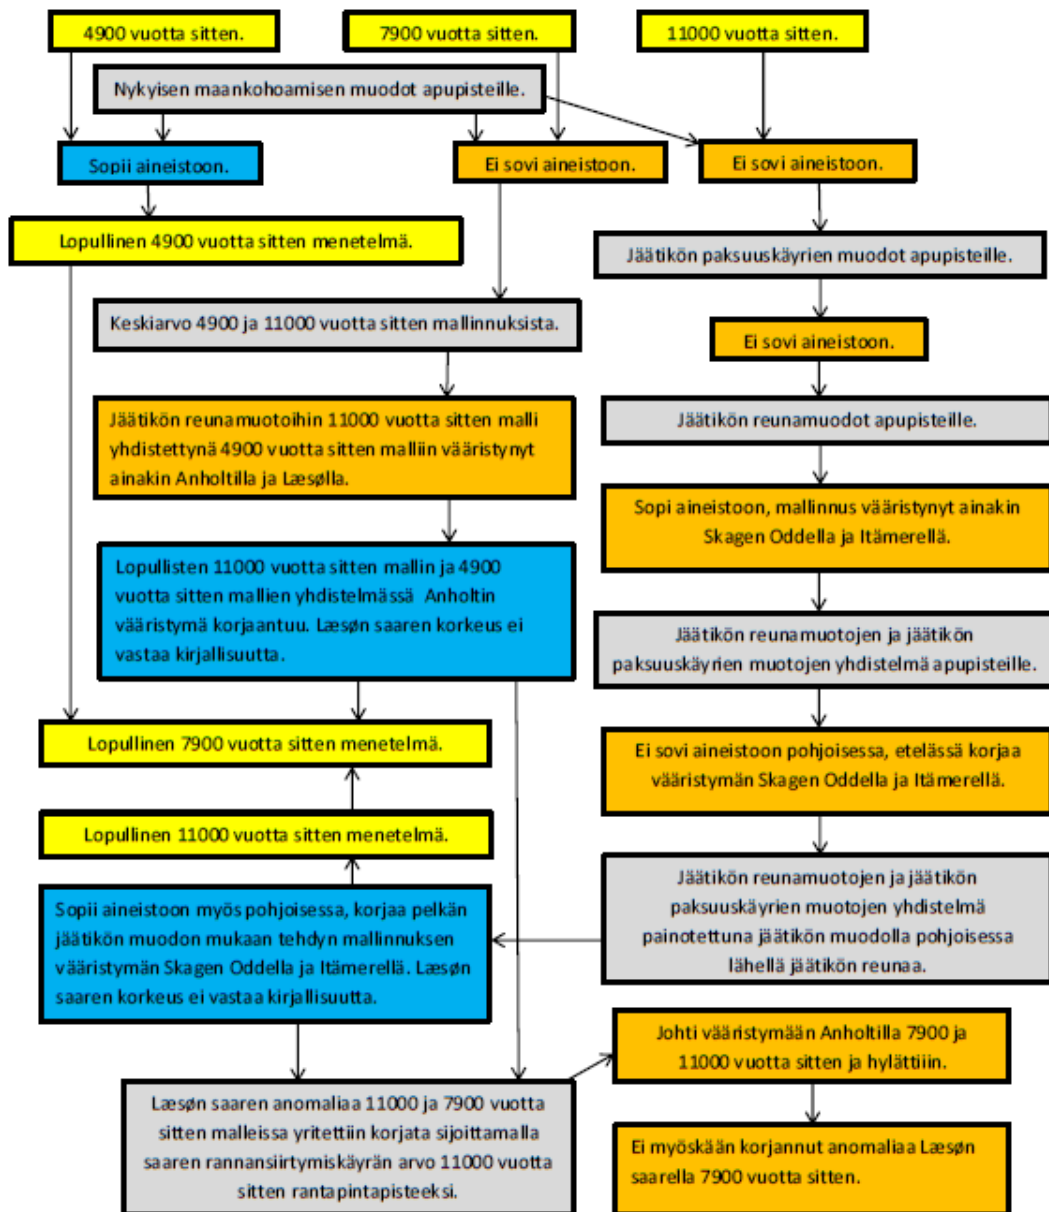 4900 vuotta sitten.
7900 vuotta sitten.
11000 vuotta sitten.
Nykyisen maankohoamisen muodot apupisteille.
Sopii aineistoon.
Ei sovi aineistoon.
Ei sovi aineistoon.
Lopullinen 4900 vuotta sitten menetelmä.
Jäätikön paksuuskäyrien muodot apupisteille.
Keskiarvo 4900 ja 11000 vuotta sitten mallinnuksista.
Ei sovi aineistoon.
Jäätikön reunamuotoihin 11000 vuotta sitten malli
yhdistettynä 4900 vuotta sitten malliin vääristynyt
ainakin Anholtilla ja Læsølla.
Jäätikön reunamuodot apupisteille.
Sopi aineistoon, mallinnus vääristynyt ainakin
Skagen Oddella ja Itämerellä.
Lopullisten 11000 vuotta sitten mallin ja 4900
vuotta sitten mallien yhdistelmässä Anholtin
vääristymä korjaantuu. Læsøn saaren korkeus ei
vastaa kirjallisuutta.
Jäätikön reunamuotojen ja jäätikön
paksuuskäyrien muotojen yhdistelmä apupisteille.
Lopullinen 7900 vuotta sitten menetelmä.
Ei sovi aineistoon pohjoisessa, etelässä korjaa
vääristymän Skagen Oddella ja Itämerellä.
Lopullinen 11000 vuotta sitten menetelmä.
Jäätikön reunamuotojen ja jäätikön
paksuuskäyrien muotojen yhdistelmä
painotettuna jäätikön muodolla pohjoisessa
lähellä jäätikön reunaa.
Sopii aineistoon myös pohjoisessa, korjaa pelkän
jäätikön muodon mukaan tehdyn mallinnuksen
vääristymän Skagen Oddella ja Itämerellä. Læsøn
saaren korkeus ei vastaa kirjallisuutta.
Johti vääristymään Anholtilla 7900 ja
11000 vuotta sitten ja hylättiiin.
Læsøn saaren anomaliaa 11000 ja 7900 vuotta
sitten malleissa yritettiin korjata sijoittamalla
saaren rannansiirtymiskäyrän arvo 11000 vuotta
sitten rantapintapisteeksi.
Ei myöskään korjannut anomaliaa Læsøn
saarella 7900 vuotta sitten.